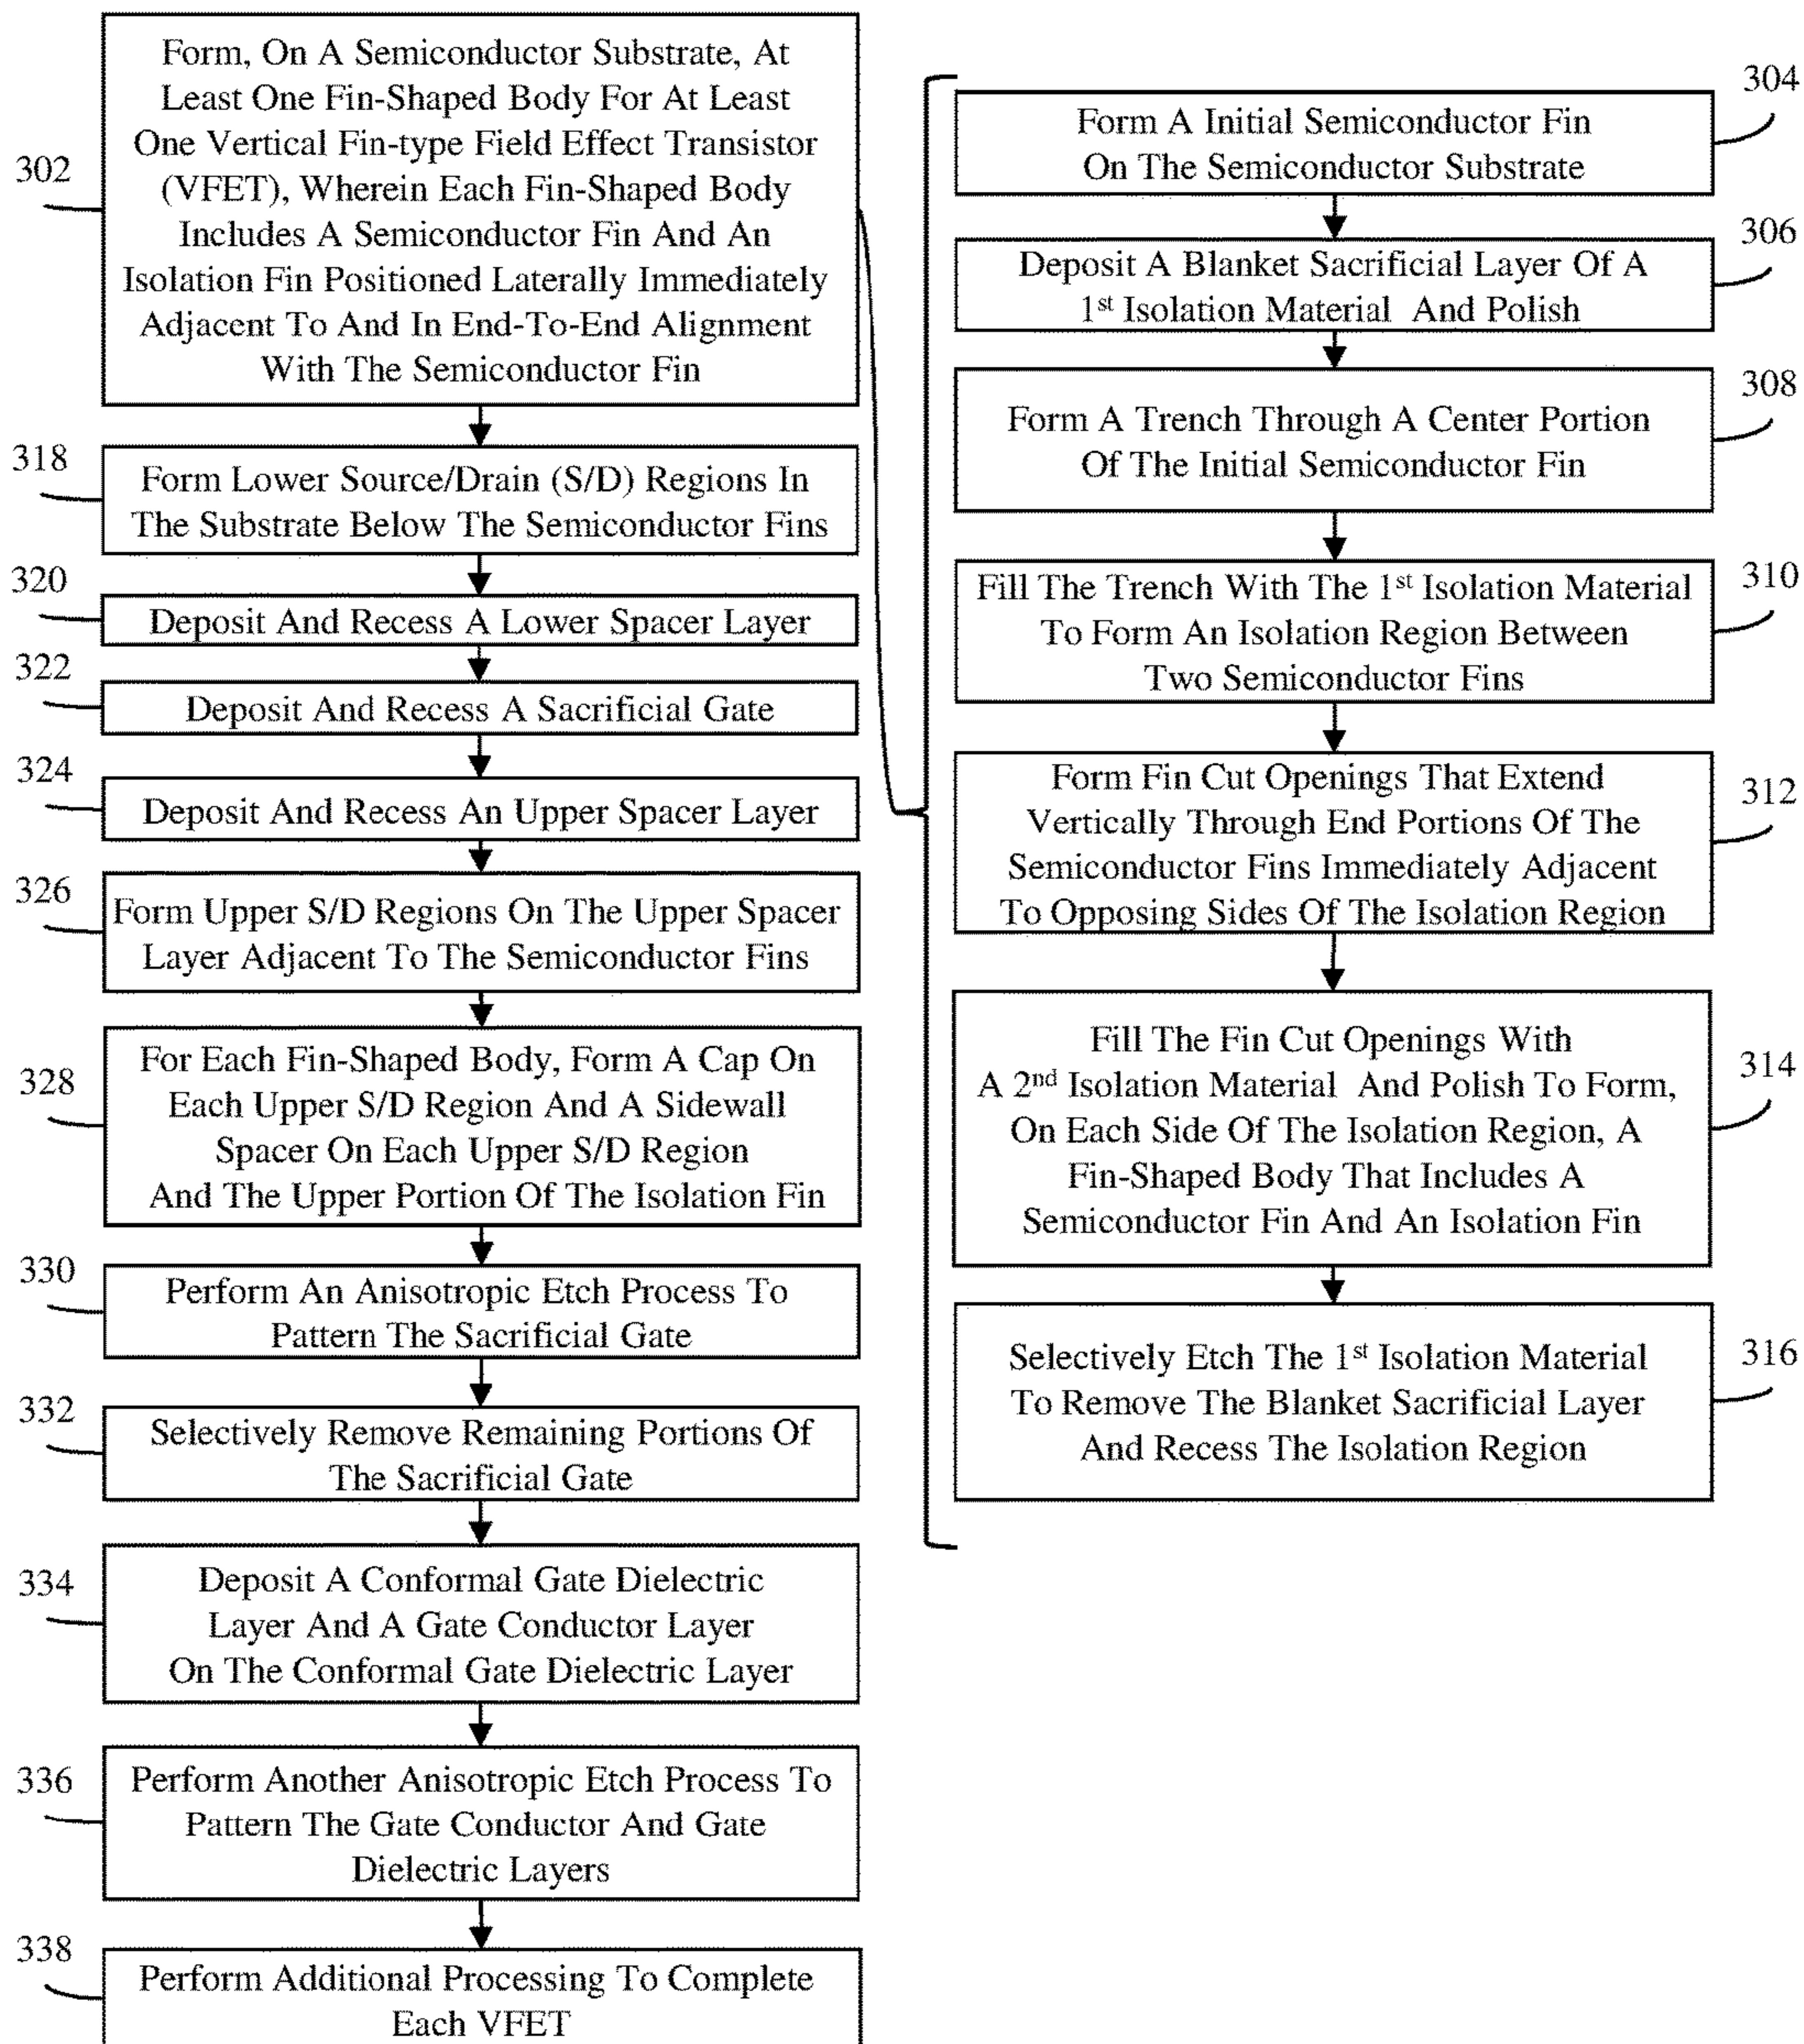 302
Form, On A Semiconductor Substrate, At
Least One Fin-Shaped Body For At Least
One Vertical Fin-type Field Effect Transistor
(VFET), Wherein Each Fin-Shaped Body
Includes A Semiconductor Fin And An
Isolation Fin Positioned Laterally Immediately
Adjacent To And In End-To-End Alignment
With The Semiconductor Fin
318
Form Lower Source/Drain (S/D) Regions In
The Substrate Below The Semiconductor Fins
320
Deposit And Recess A Lower Spacer Layer
322
Deposit And Recess A Sacrificial Gate
324
Deposit And Recess An Upper Spacer Layer
326
Form Upper S/D Regions On The Upper Spacer
Layer Adjacent To The Semiconductor Fins
328
For Each Fin-Shaped Body, Form A Cap On
Each Upper S/D Region And A Sidewall
Spacer On Each Upper S/D Region
And The Upper Portion Of The Isolation Fin
330
Perform An Anisotropic Etch Process To
Pattern The Sacrificial Gate
332
Selectively Remove Remaining Portions Of
The Sacrificial Gate
334
Deposit A Conformal Gate Dielectric
Layer And A Gate Conductor Layer
On The Conformal Gate Dielectric Layer
336
Perform Another Anisotropic Etch Process To
Pattern The Gate Conductor And Gate
Dielectric Layers
338
Perform Additional Processing To Complete
Each VFET
304
Form A Initial Semiconductor Fin
On The Semiconductor Substrate
306
Deposit A Blanket Sacrificial Layer Of A
1st Isolation Material And Polish
308
Form A Trench Through A Center Portion
Of The Initial Semiconductor Fin
310
Fill The Trench With The 1st Isolation Material
To Form An Isolation Region Between
Two Semiconductor Fins
312
Form Fin Cut Openings That Extend
Vertically Through End Portions Of The
Semiconductor Fins Immediately Adjacent
To Opposing Sides Of The Isolation Region
314
Fill The Fin Cut Openings With
A 2nd Isolation Material And Polish To Form,
On Each Side Of The Isolation Region, A
Fin-Shaped Body That Includes A
Semiconductor Fin And An Isolation Fin
316
Selectively Etch The 1st Isolation Material
To Remove The Blanket Sacrificial Layer
And Recess The Isolation Region